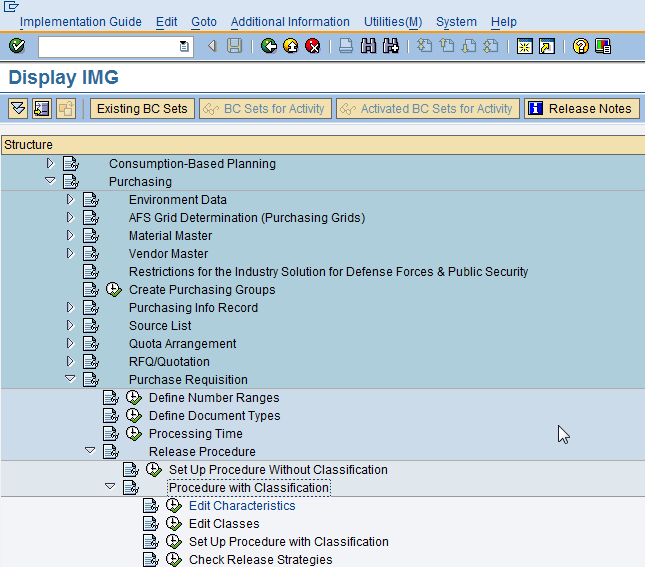 Implementation Guide Edit Goto Additional Information Utilities(M) System Help
Display IMG
Existing BC Sets BC Sets for Activity Activated BC Sets for Activity Release Notes
Structure
Consumption-Based Planning
Purchasing
Environment Data
AFS Grid Determination (Purchasing Grids)
Material Master
Vendor Master
Restrictions for the Industry Solution for Defense Forces & Public Security
Create Purchasing Groups
Purchasing Info Record
Source List
Quota Arrangement
RFQ/Quotation
Purchase Requisition
Define Number Ranges
Define Document Types
Processing Time
Release Procedure
Set Up Procedure Without Classification
Procedure with Classification
Edit Characteristics
Edit Classes
Set Up Procedure with Classification
Check Release Strategies